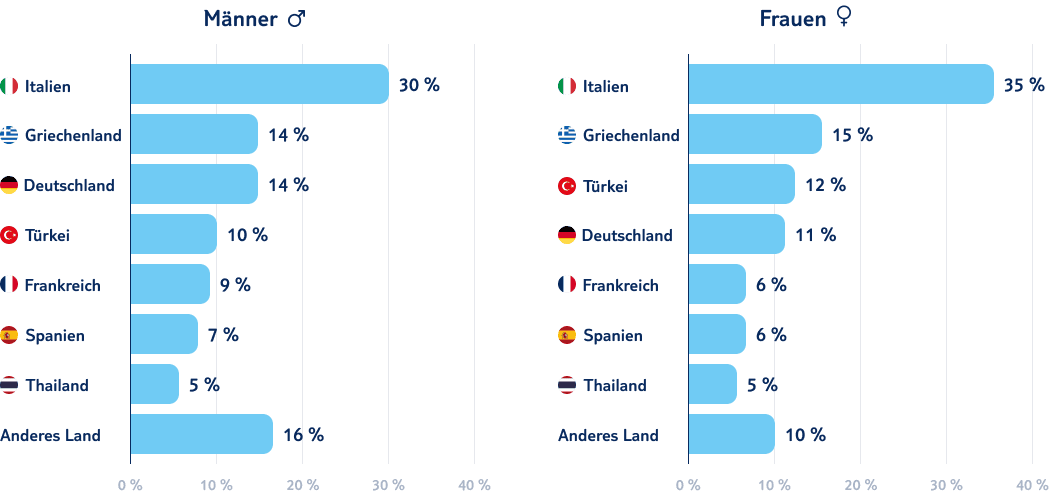 Männer ♂
Italien 30 %
Griechenland 14 %
Deutschland 14 %
Türkei 10 %
Frankreich 9 %
Spanien 7 %
Thailand 5 %
Anderes Land 16 %
0 % 10 % 20 % 30 % 40 %
Frauen ♀
Italien 35 %
Griechenland 15 %
Türkei 12 %
Deutschland 11 %
Frankreich 6 %
Spanien 6 %
Thailand 5 %
Anderes Land 10 %
0 % 10 % 20 % 30 % 40 %